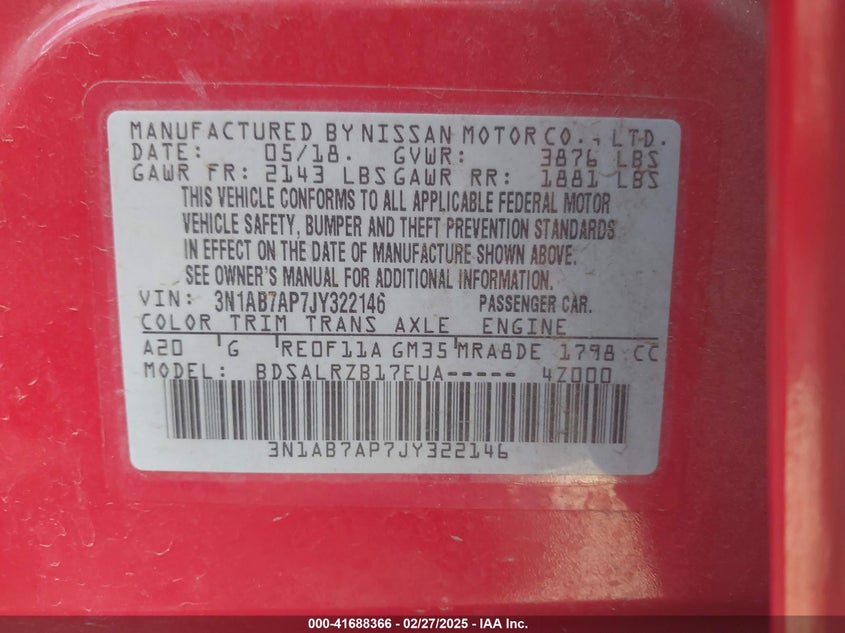 MANUFACTURED BY NISSAN MOTOR CO., LTD.
DATE: 05/18. GVWR: 3876 LBS
GAWR FR: 2143 LBS GAWR RR: 1881 LBS
THIS VEHICLE CONFORMS TO ALL APPLICABLE FEDERAL MOTOR
VEHICLE SAFETY, BUMPER AND THEFT PREVENTION STANDARDS
IN EFFECT ON THE DATE OF MANUFACTURE SHOWN ABOVE.
SEE OWNER'S MANUAL FOR ADDITIONAL INFORMATION.
VIN: 3N1AB7AP7JY322146 PASSENGER CAR.
COLOR TRIM TRANS AXLE ENGINE
A20 G RE0F11A GM35 MRA8DE 1798 CC
MODEL: BDSALRZB17EUA----- 4Z000
3N1AB7AP7JY322146
000-41688366 - 02/27/2025 - IAA Inc.